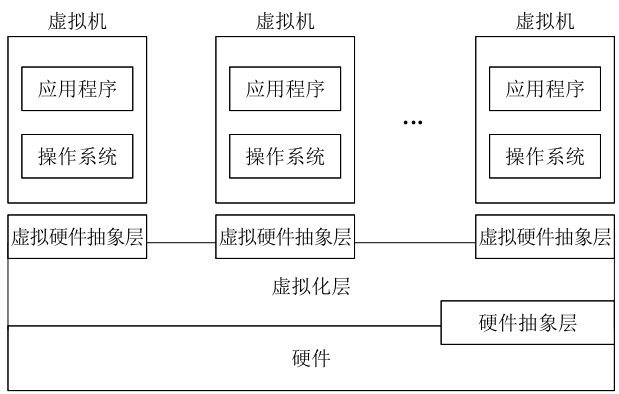 虚拟机 虚拟机 虚拟机
应用程序 应用程序 应用程序
...
操作系统 操作系统 操作系统
虚拟硬件抽象层 虚拟硬件抽象层 虚拟硬件抽象层
虚拟化层
硬件抽象层
硬件